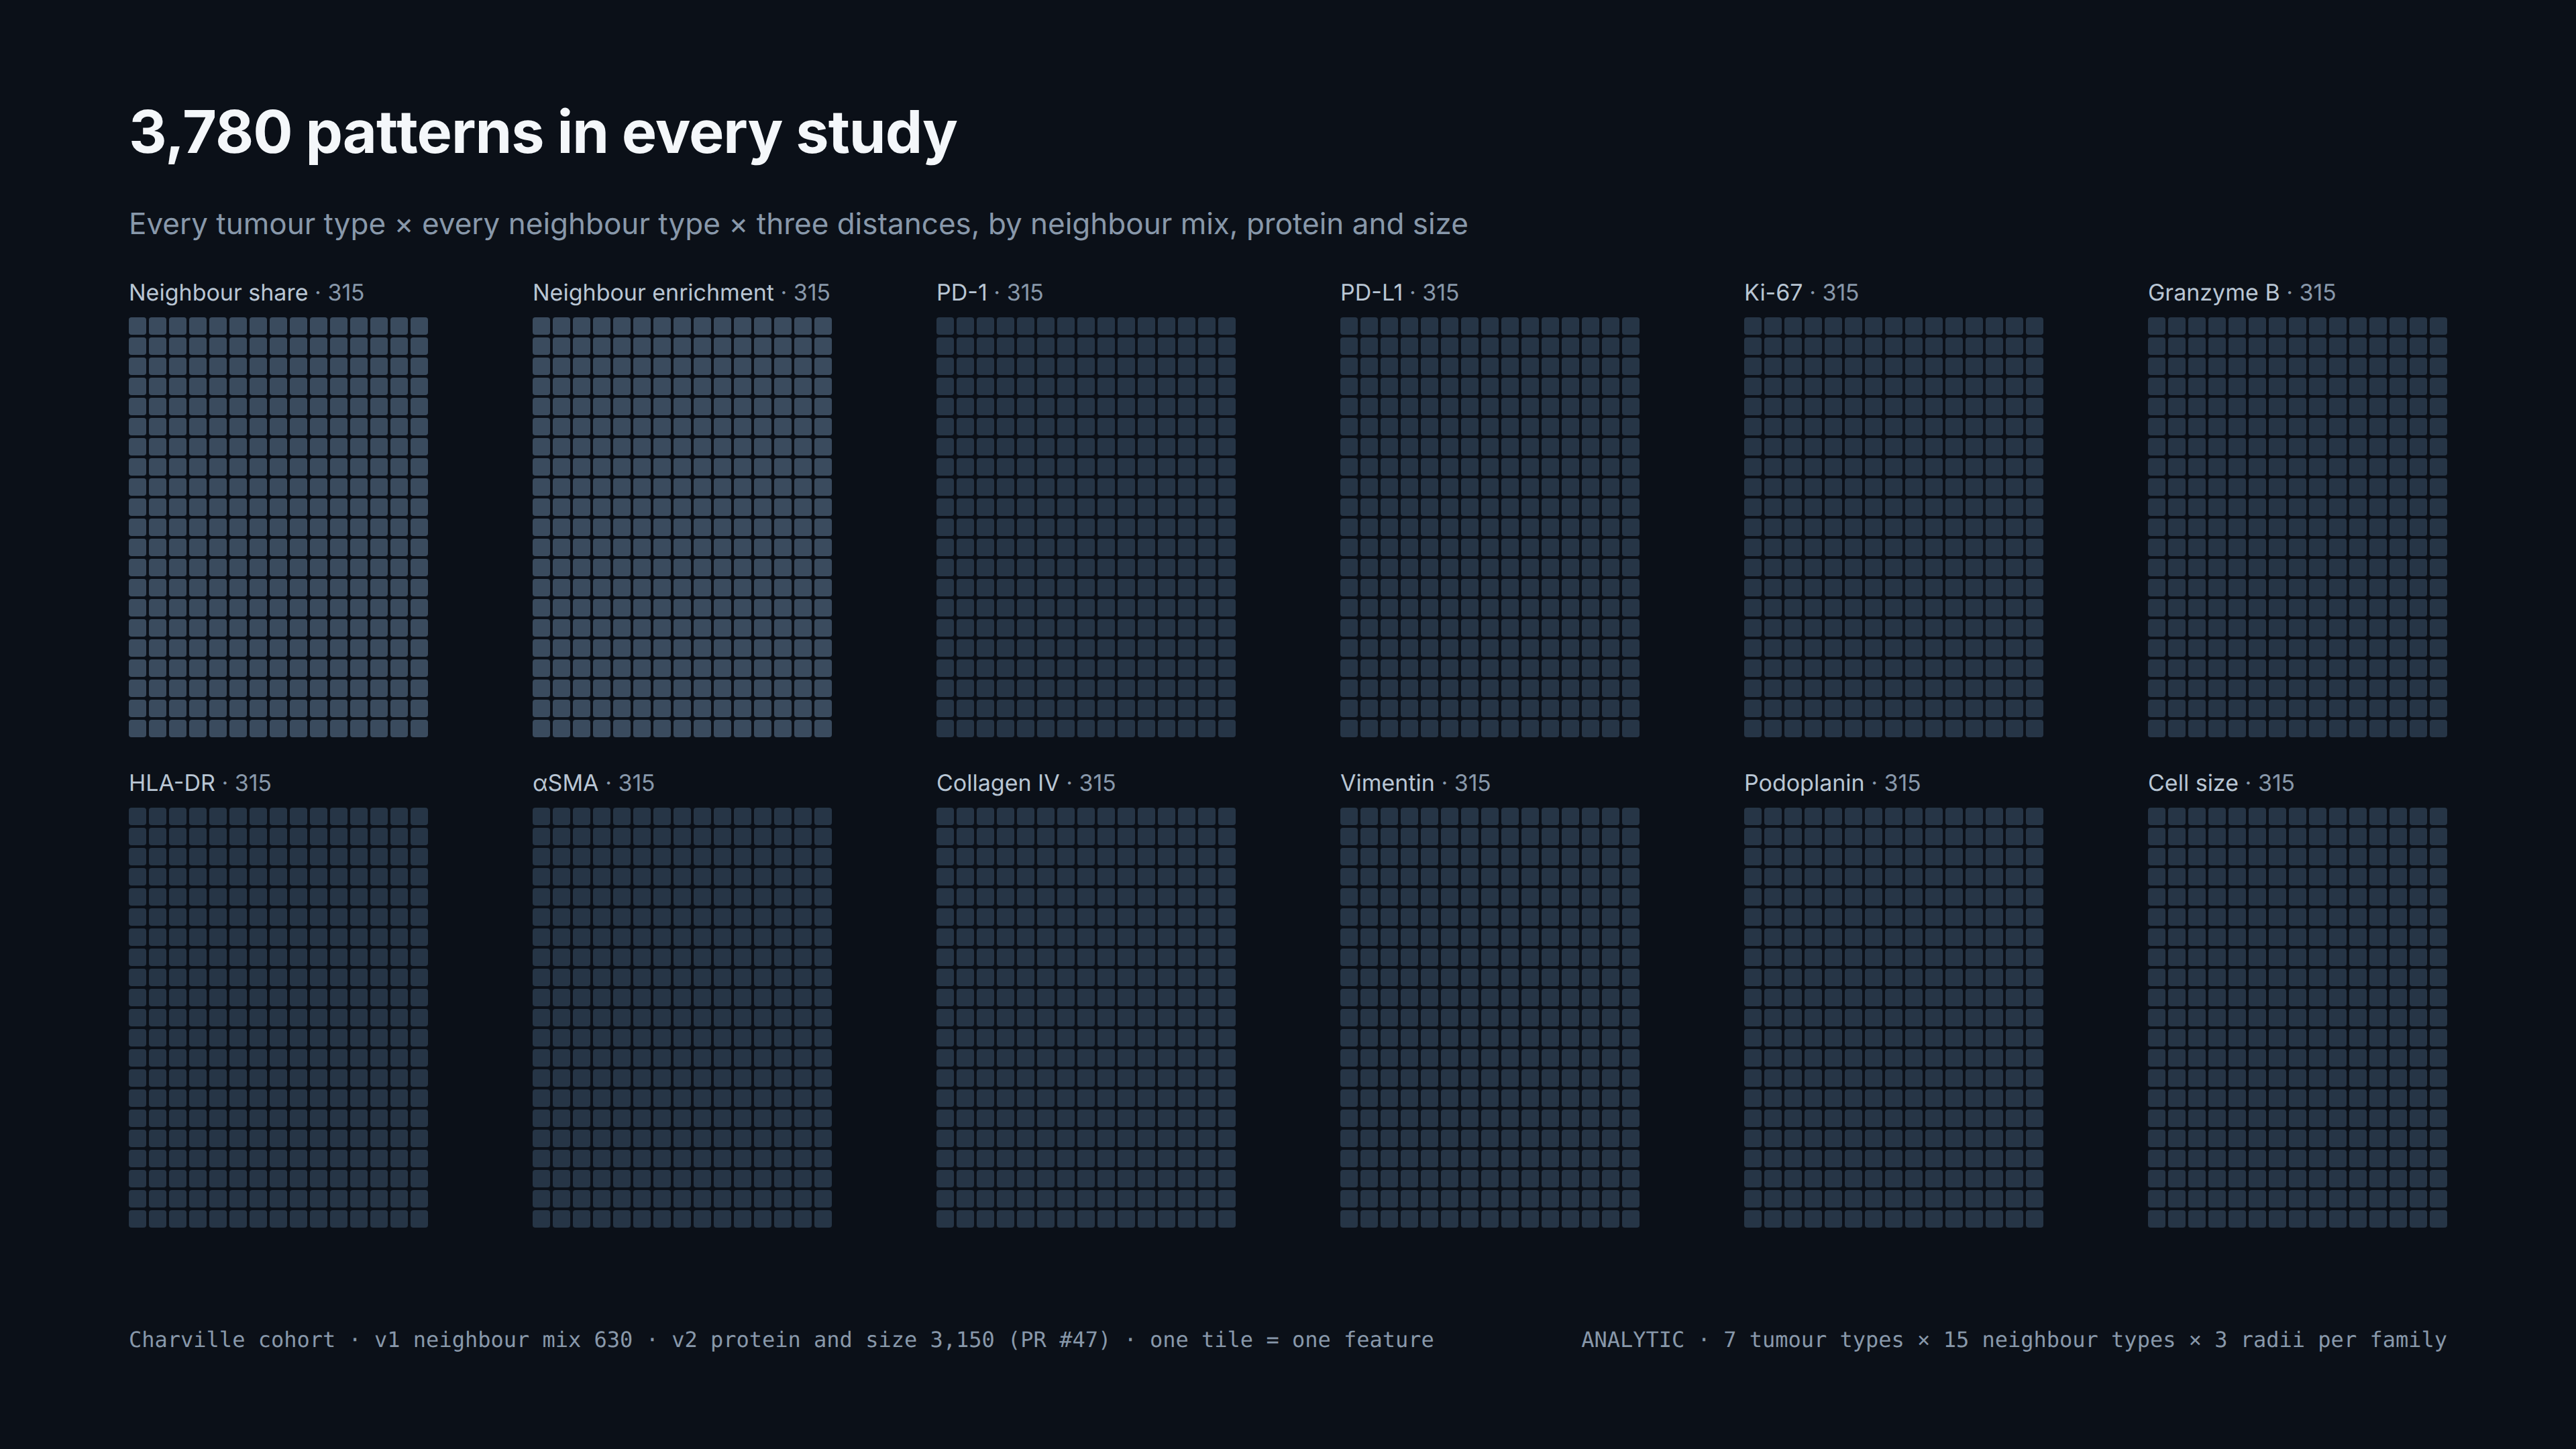 3,780 patterns in every study
Every tumour type × every neighbour type × three distances, by neighbour mix, protein and size
Neighbour share · 315
Neighbour enrichment · 315
PD-1 · 315
PD-L1 · 315
Ki-67 · 315
Granzyme B · 315
HLA-DR · 315
αSMA · 315
Collagen IV · 315
Vimentin · 315
Podoplanin · 315
Cell size · 315
Charville cohort · v1 neighbour mix 630 · v2 protein and size 3,150 (PR #47) · one tile = one feature
ANALYTIC · 7 tumour types × 15 neighbour types × 3 radii per family